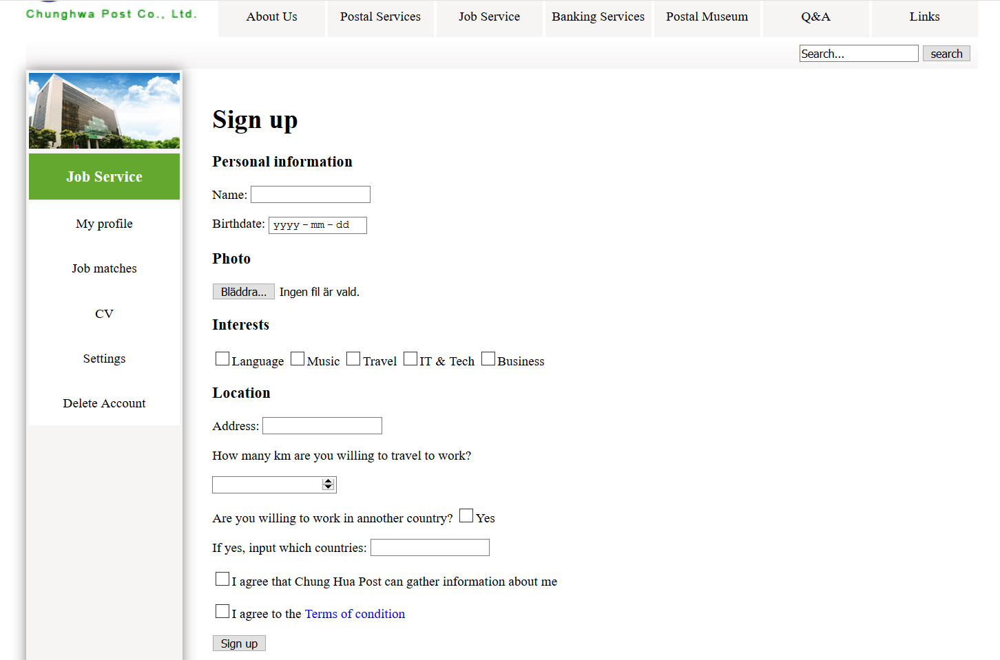 Chunghwa Post Co., Ltd.
About Us
Postal Services
Job Service
Banking Services
Postal Museum
Q&A
Links
Search...
search
Job Service
My profile
Job matches
CV
Settings
Delete Account
Sign up
Personal information
Name:
Birthdate: yyyy - mm - dd
Photo
Bläddra... Ingen fil är vald.
Interests
Language Music Travel IT & Tech Business
Location
Address:
How many km are you willing to travel to work?
Are you willing to work in annother country? Yes
If yes, input which countries:
I agree that Chung Hua Post can gather information about me
I agree to the Terms of condition
Sign up